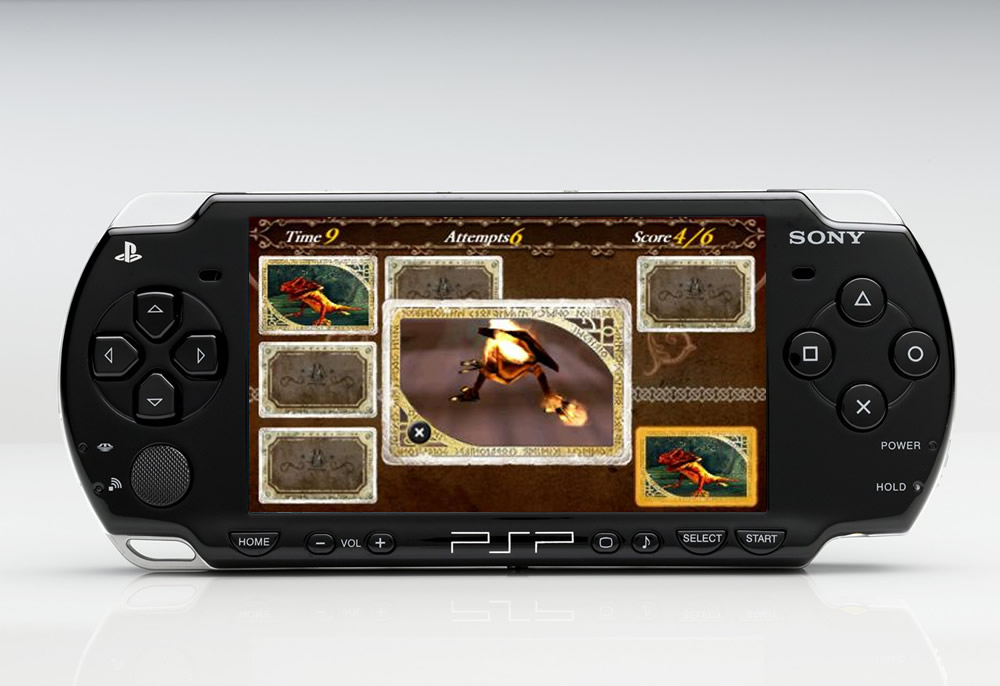 Time 9
Attempts 6
Score 4/6
SONY
POWER
HOLD
HOME
VOL
PSP
SELECT
START